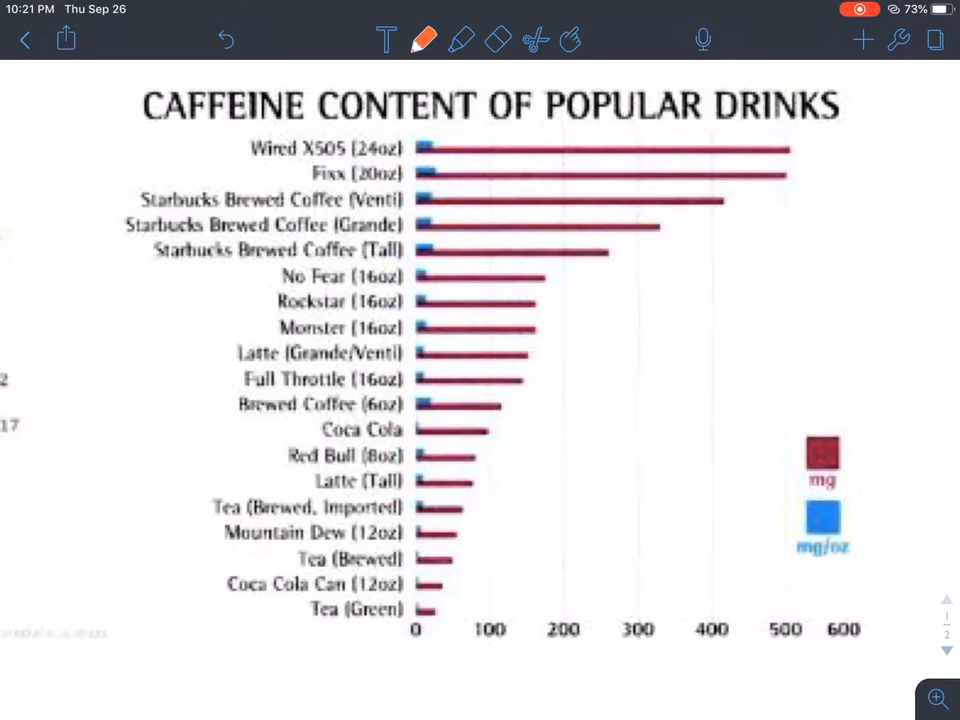 10:21 PM Thu Sep 26
73%
T
CAFFEINE CONTENT OF POPULAR DRINKS
Wired X505 (24oz)
Fixx (20oz)
Starbucks Brewed Coffee (Venti)
Starbucks Brewed Coffee (Grande)
Starbucks Brewed Coffee (Tall)
No Fear (16oz)
Rockstar (16oz)
Monster (16oz)
Latte (Grande/Venti)
2
Full Throttle (16oz)
Brewed Coffee (6oz)
17
Coca Cola
Red Bull (8oz)
Latte (Tall)
mg
Tea (Brewed, Imported)
Mountain Dew (12oz)
mg/oz
Tea (Brewed)
Coca Cola Can (12oz)
Tea (Green)
0 100 200 300 400 500 600
1
2